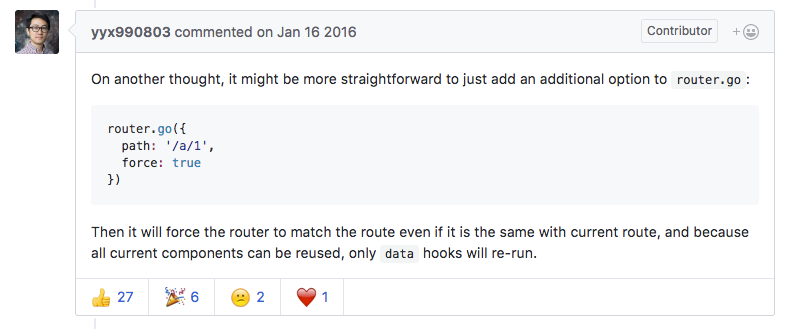 yyx990803 commented on Jan 16 2016 Contributor +
On another thought, it might be more straightforward to just add an additional option to router.go:
router.go({
  path: '/a/1',
  force: true
})
Then it will force the router to match the route even if it is the same with current route, and because
all current components can be reused, only data hooks will re-run.
27 6 2 1